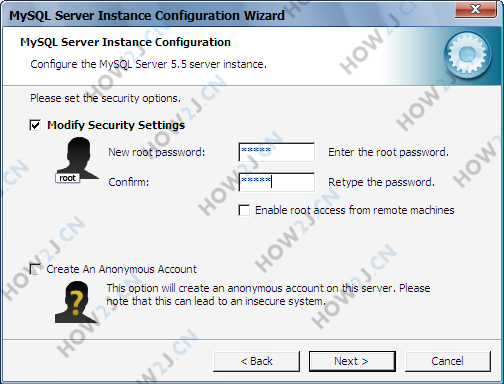 MySQL Server Instance Configuration Wizard
MySQL Server Instance Configuration
Configure the MySQL Server 5.5 server instance.
Please set the security options.
Modify Security Settings
root
New root password: ***** Enter the root password.
Confirm: ***** Retype the password.
Enable root access from remote machines
Create An Anonymous Account
This option will create an anonymous account on this server. Please
note that this can lead to an insecure system.
< Back Next > Cancel
HOW2J.CN
HOW2J.CN
HOW2J.CN
HOW2J.CN
HOW2J.CN
HOW2J.CN
HOW2J.CN
HOW2J.CN
HOW2J.CN